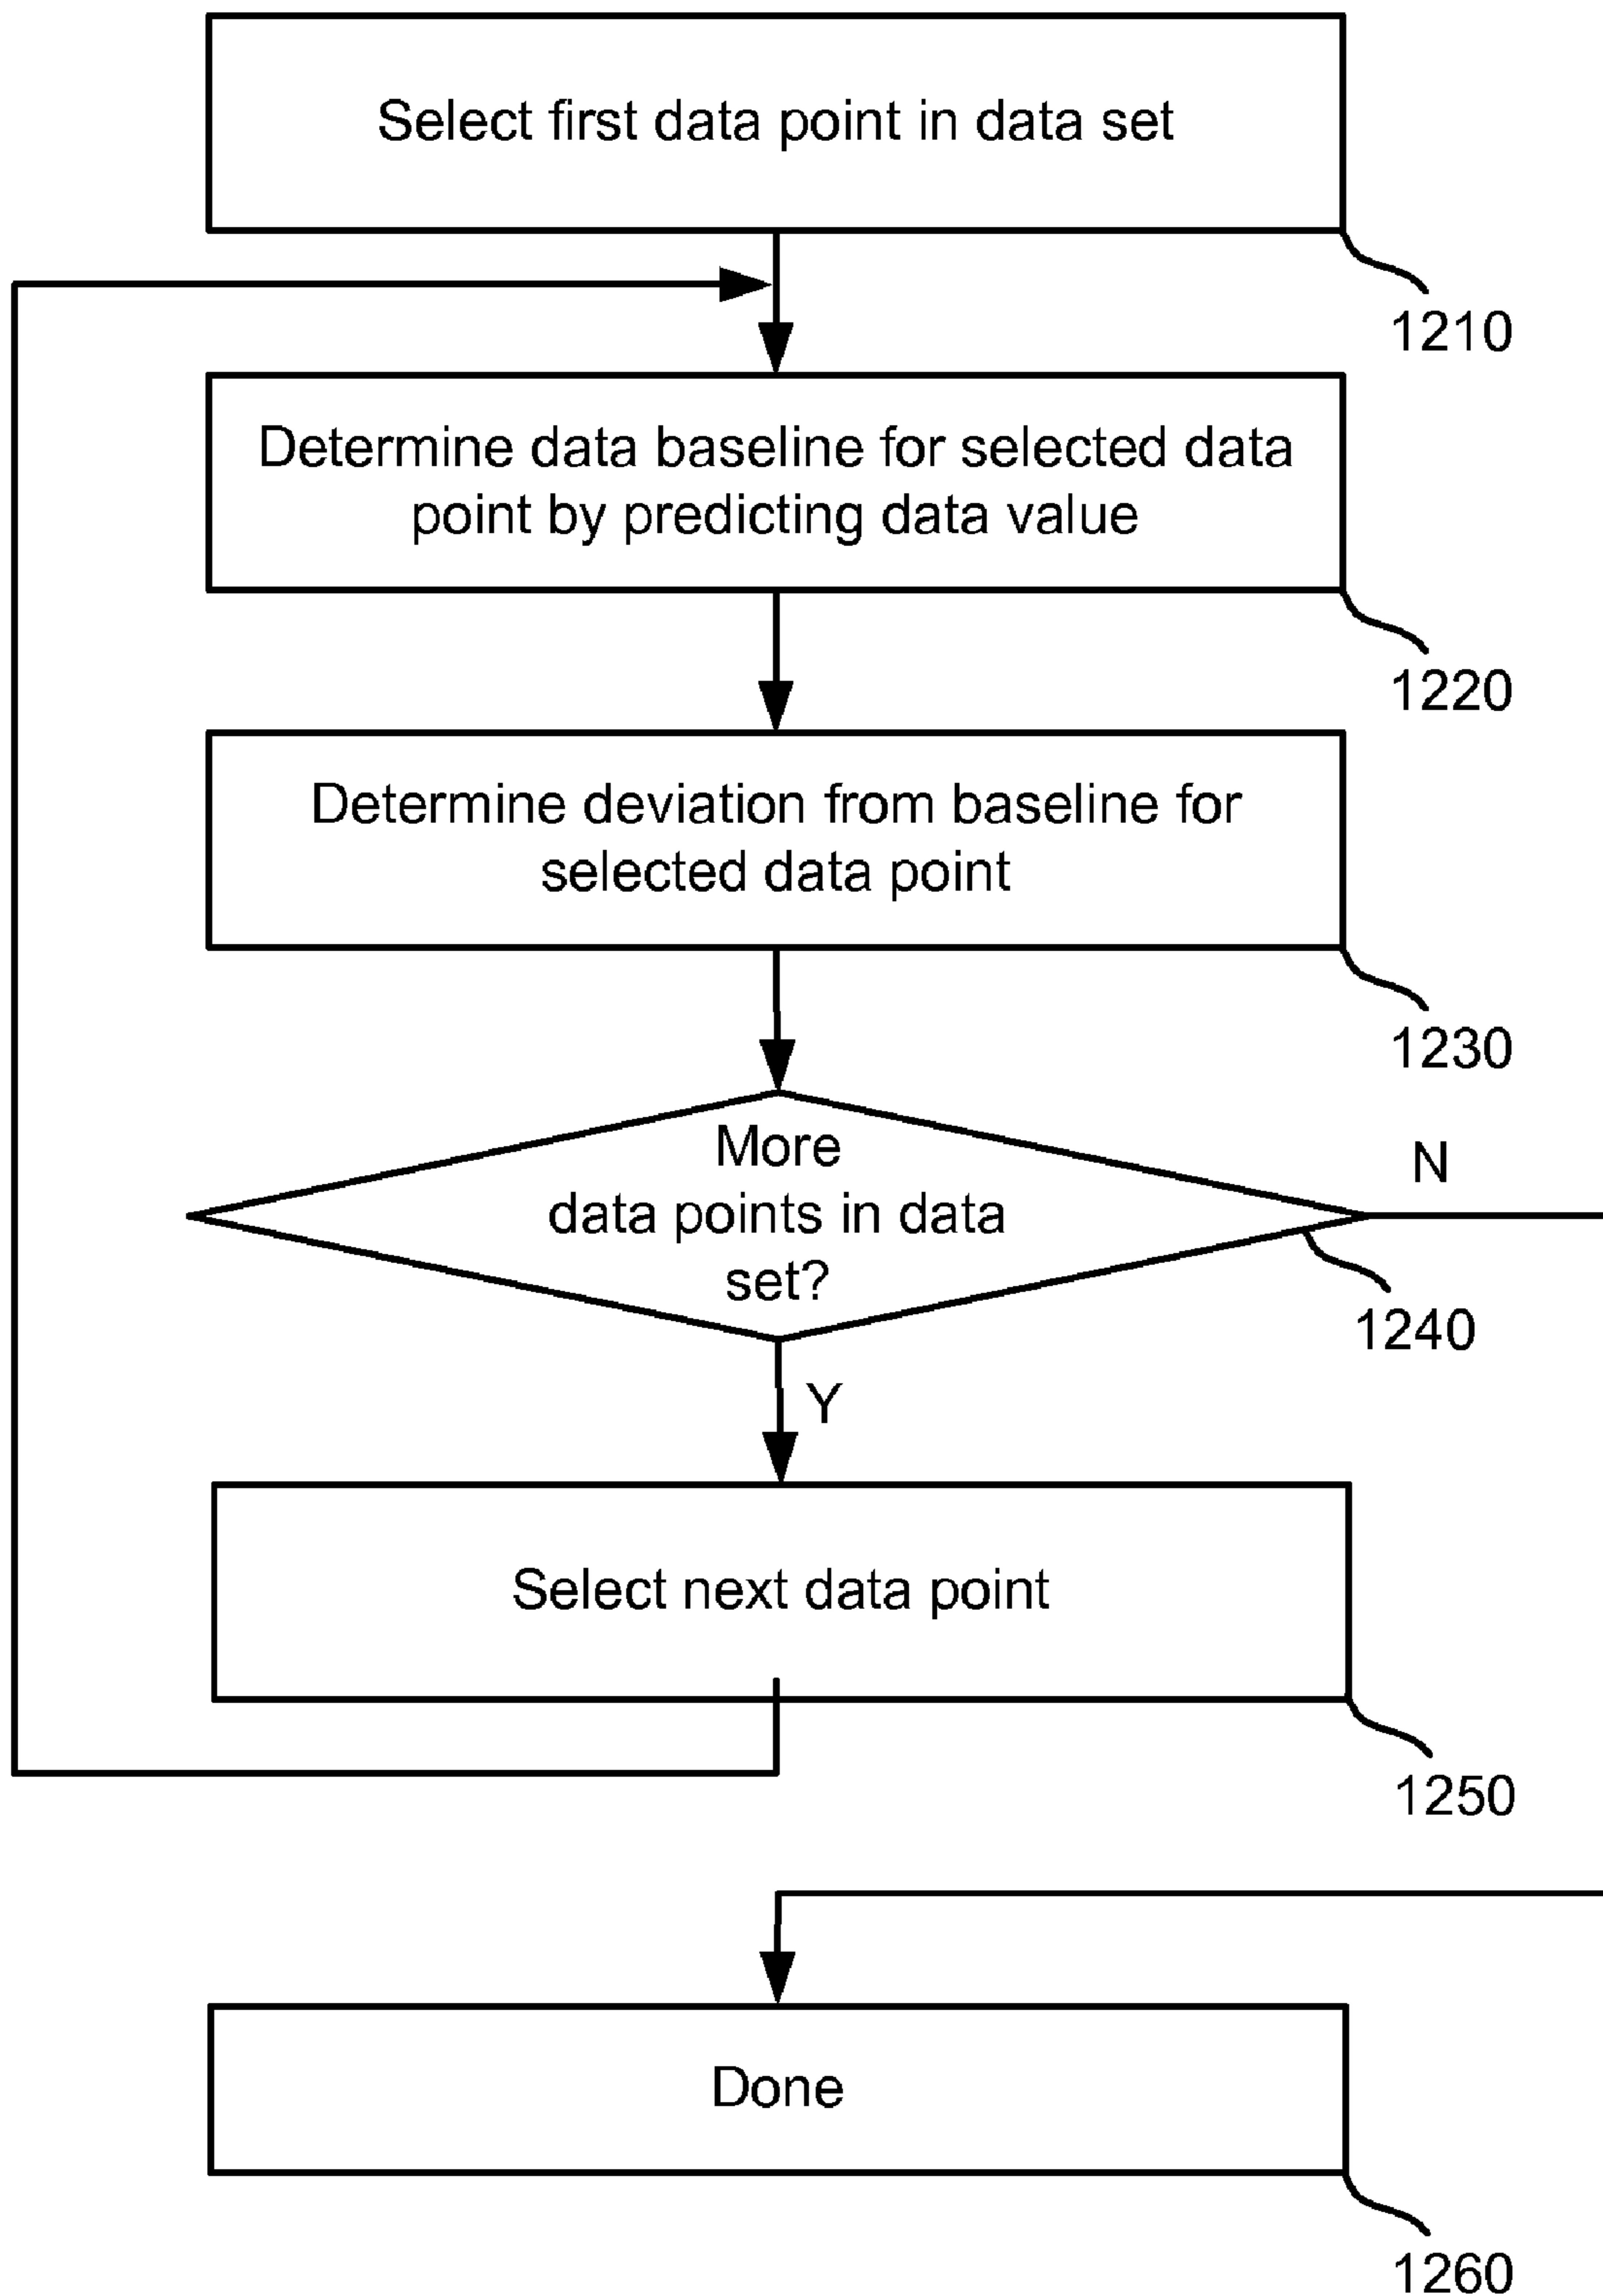 Select first data point in data set
1210
Determine data baseline for selected data
point by predicting data value
1220
Determine deviation from baseline for
selected data point
1230
More
data points in data
set?
N
1240
Y
Select next data point
1250
Done
1260